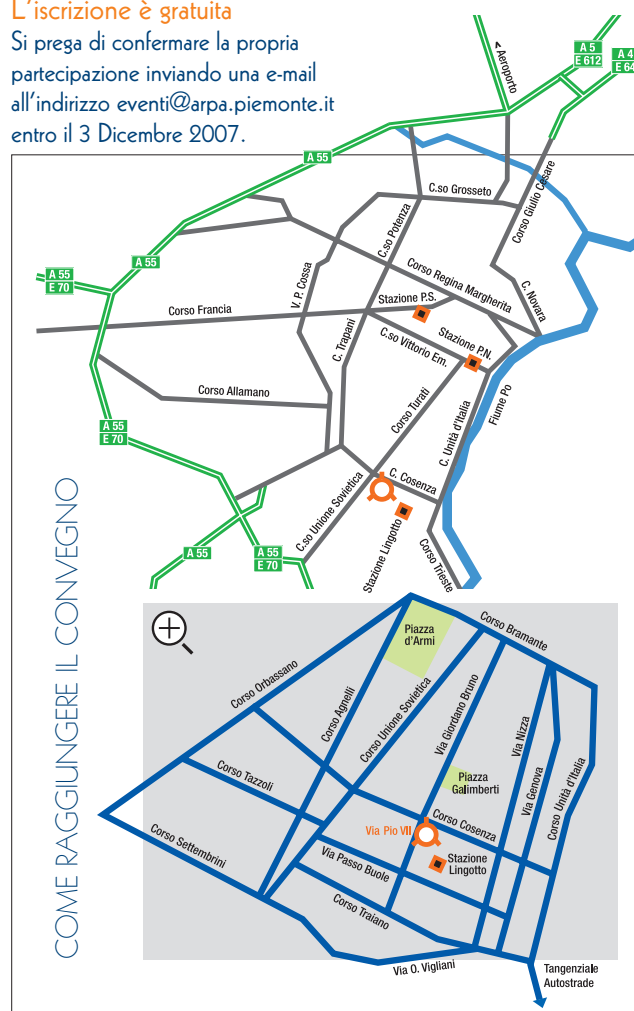 L'iscrizione è gratuita
Si prega di confermare la propria
partecipazione inviando una e-mail
all'indirizzo eventi@arpa.piemonte.it
entro il 3 Dicembre 2007.
Aeroporto
A 5
E 612
A 4
E 64
A 55
C.so Grosseto
Corso Giulio Cesare
C.so Potenza
A 55
E 70
A 55
V. P. Cossa
Corso Regina Margherita
C. Novara
Stazione P.S.
Corso Francia
Stazione P.N.
C. Trapani
C.so Vittorio Em.
Corso Allamano
Corso Turati
C. Unità d'Italia
Fiume Po
A 55
E 70
C. Cosenza
C.so Unione Sovietica
Stazione Lingotto
Corso Trieste
A 55
A 55
E 70
COME RAGGIUNGERE IL CONVEGNO
Piazza
d'Armi
Corso Bramante
Corso Orbassano
Corso Agnelli
Corso Unione Sovietica
Via Giordano Bruno
Via Nizza
Via Genova
Corso Unità d'Italia
Corso Tazzoli
Piazza
Galimberti
Corso Cosenza
Via Pio VII
Corso Settembrini
Via Passo Buole
Stazione
Lingotto
Corso Traiano
Via O. Vigliani
Tangenziale
Autostrade